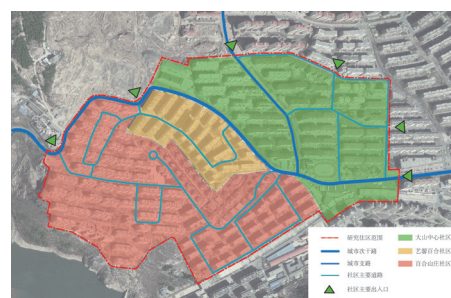 研究住区范围
城市次干路
城市支路
社区主要道路
社区主要出入口
大山中心社区
艺馨百合社区
百合山庄社区